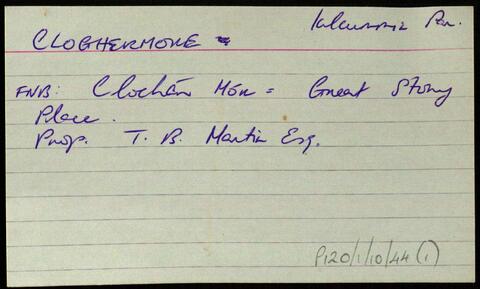 Kilcummin Par.
CLOGHERMORE
FNB: Clochán Mór = Great Stony
Place.
Prop. T. B. Martin Esq.
P120/1/10/44 (1)